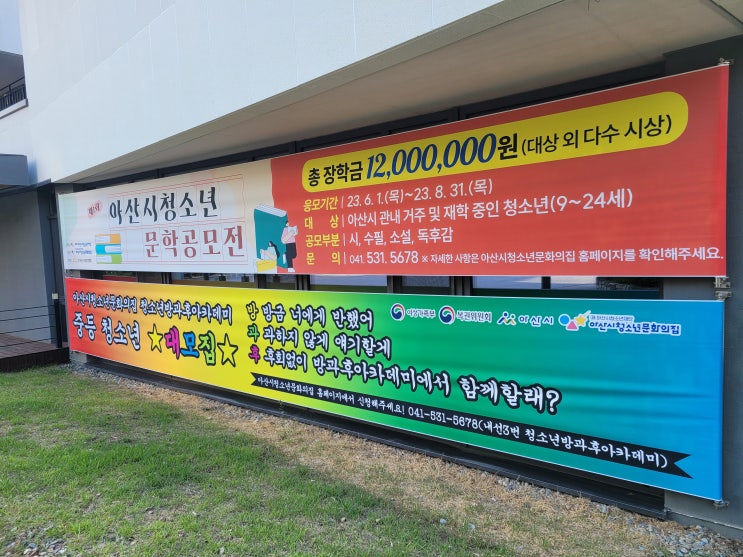 아산시청소년
문학공모전
총 장학금 12,000,000원(대상 외 다수 시상)
응모기간 | 23. 6. 1.(목)~23. 8. 31.(목)
대 상 | 아산시 관내 거주 및 재학 중인 청소년(9~24세)
공모부분 | 시, 수필, 소설, 독후감
문 의 | 041. 531. 5678 ※ 자세한 사항은 아산시청소년문화의집 홈페이지를 확인해주세요.
아산시청소년문화의집 청소년방과후아카데미
중등 청소년 ★대모집★
방 방금 너에게 반했어
과 과하지 않게 얘기할게
후 후회없이 방과후아카데미에서 함께할래?
여성가족부 복권위원회 아산시 아산시청소년문화의집
아산시청소년문화의집 홈페이지에서 신청해주세요| 041-531-5678(내선3번 청소년방과후아카데미)